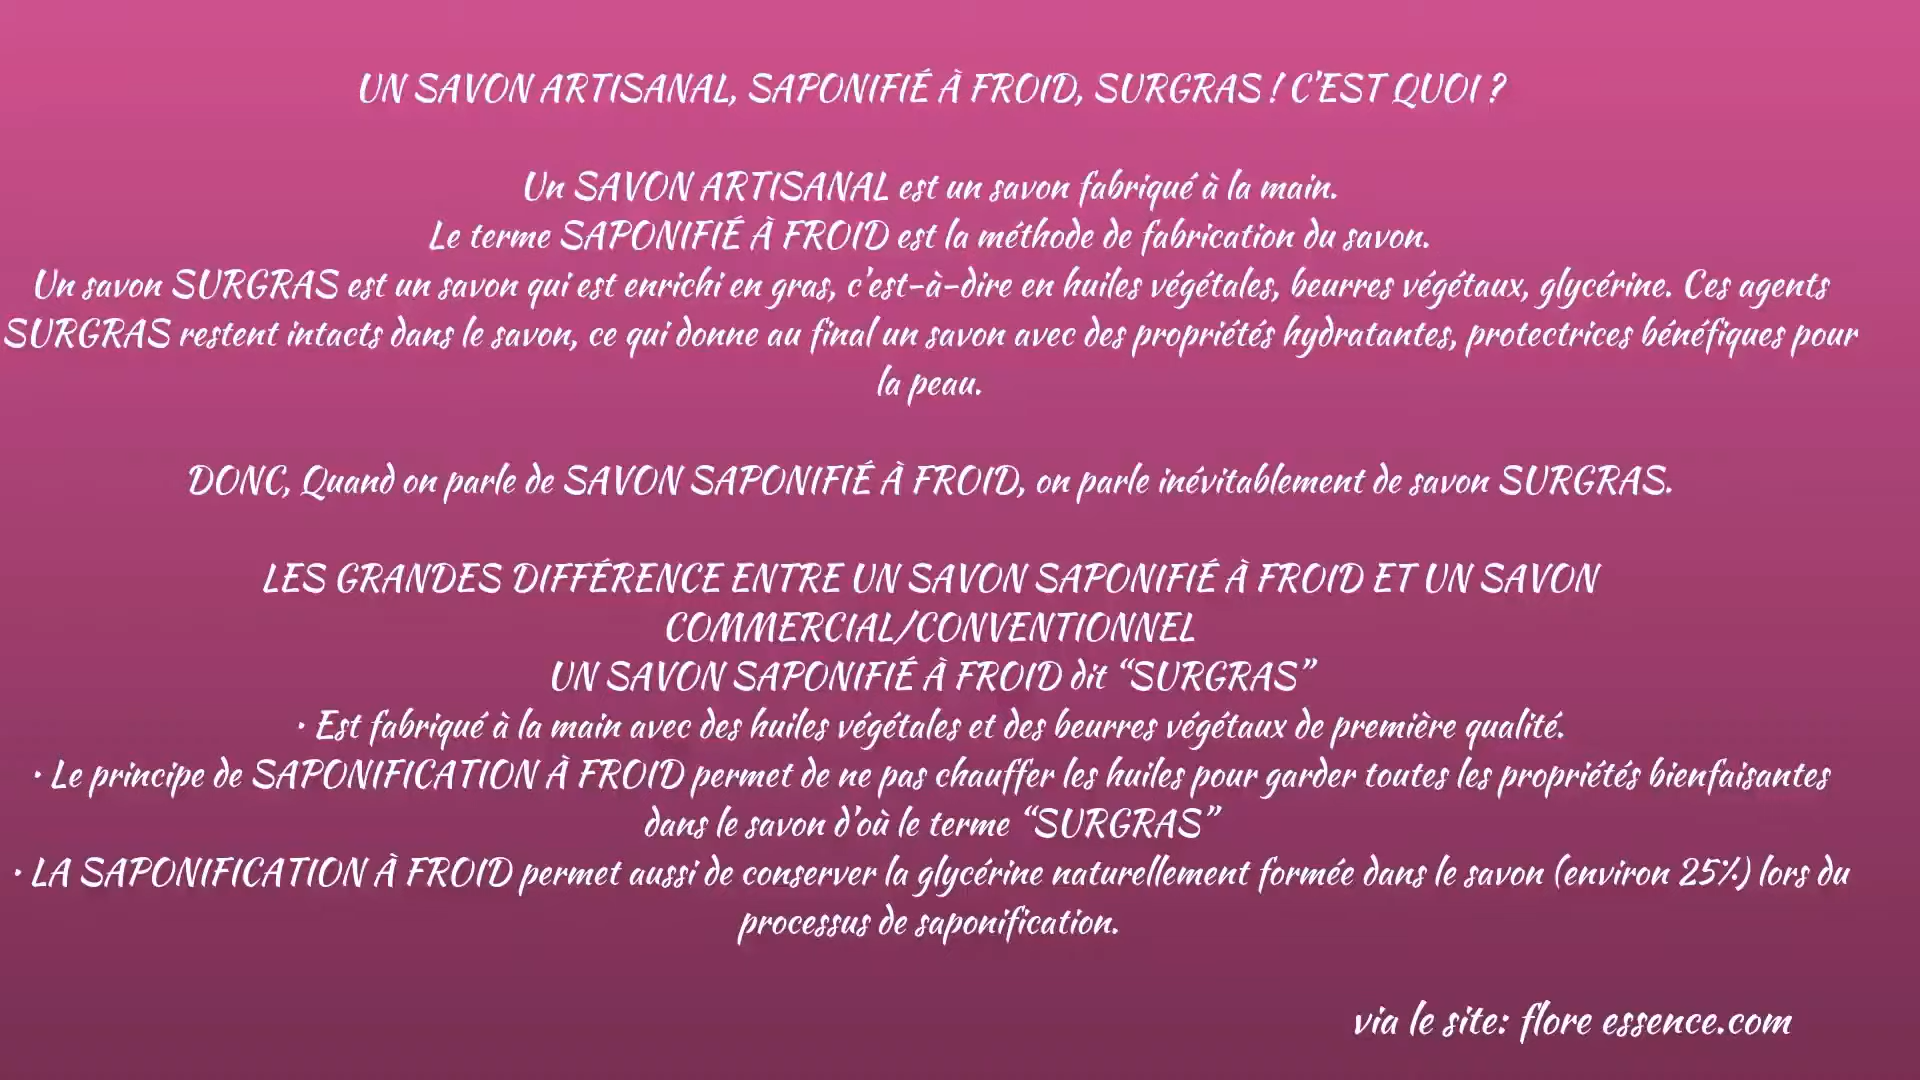 UN SAVON ARTISANAL, SAPONIFIÉ À FROID, SURGRAS ! C'EST QUOI ?
Un SAVON ARTISANAL est un savon fabriqué à la main.
Le terme SAPONIFIÉ À FROID est la méthode de fabrication du savon.
Un savon SURGRAS est un savon qui est enrichi en gras, c'est-à-dire en huiles végétales, beurres végétaux, glycérine. Ces agents
SURGRAS restent intacts dans le savon, ce qui donne au final un savon avec des propriétés hydratantes, protectrices bénéfiques pour
la peau.
DONC, Quand on parle de SAVON SAPONIFIÉ À FROID, on parle inévitablement de savon SURGRAS.
LES GRANDES DIFFÉRENCE ENTRE UN SAVON SAPONIFIÉ À FROID ET UN SAVON
COMMERCIAL/CONVENTIONNEL
UN SAVON SAPONIFIÉ À FROID dit “SURGRAS”
· Est fabriqué à la main avec des huiles végétales et des beurres végétaux de première qualité.
· Le principe de SAPONIFICATION À FROID permet de ne pas chauffer les huiles pour garder toutes les propriétés bienfaisantes
dans le savon d'où le terme “SURGRAS”
· LA SAPONIFICATION À FROID permet aussi de conserver la glycérine naturellement formée dans le savon (environ 25%) lors du
processus de saponification.
via le site: flore essence.com